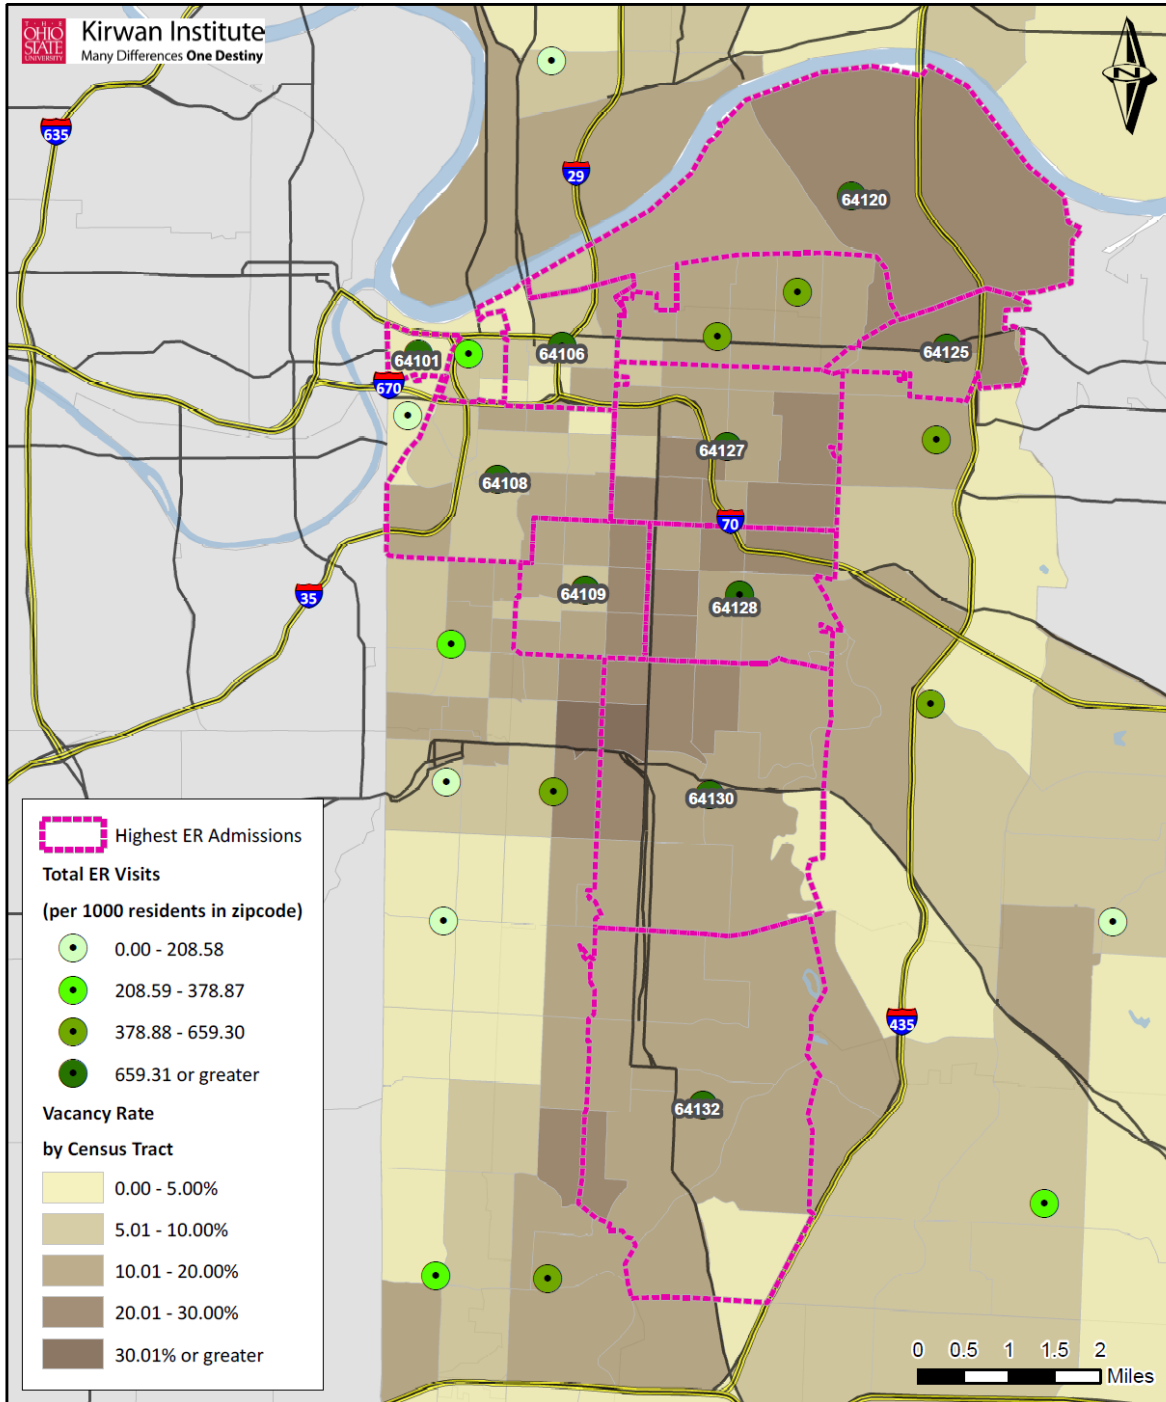 THE
OHIO
STATE
UNIVERSITY
Kirwan Institute
Many Differences One Destiny
N
635
29
64120
64101
64106
64125
670
64127
64108
70
35
64109
64128
64130
435
64132
Highest ER Admissions
Total ER Visits
(per 1000 residents in zipcode)
0.00 - 208.58
208.59 - 378.87
378.88 - 659.30
659.31 or greater
Vacancy Rate
by Census Tract
0.00 - 5.00%
5.01 - 10.00%
10.01 - 20.00%
20.01 - 30.00%
30.01% or greater
0 0.5 1 1.5 2
Miles